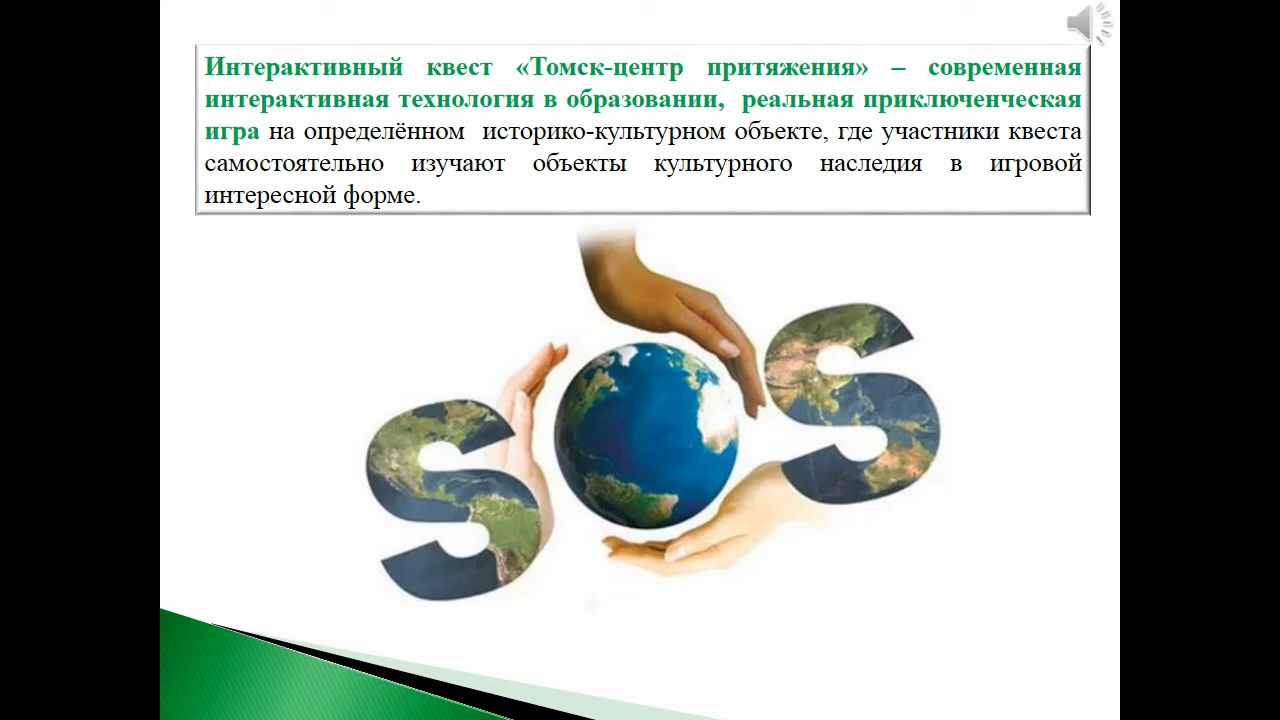 Интерактивный квест «Томск-центр притяжения» – современная
интерактивная технология в образовании, реальная приключенческая
игра на определённом историко-культурном объекте, где участники квеста
самостоятельно изучают объекты культурного наследия в игровой
интересной форме.
SOS